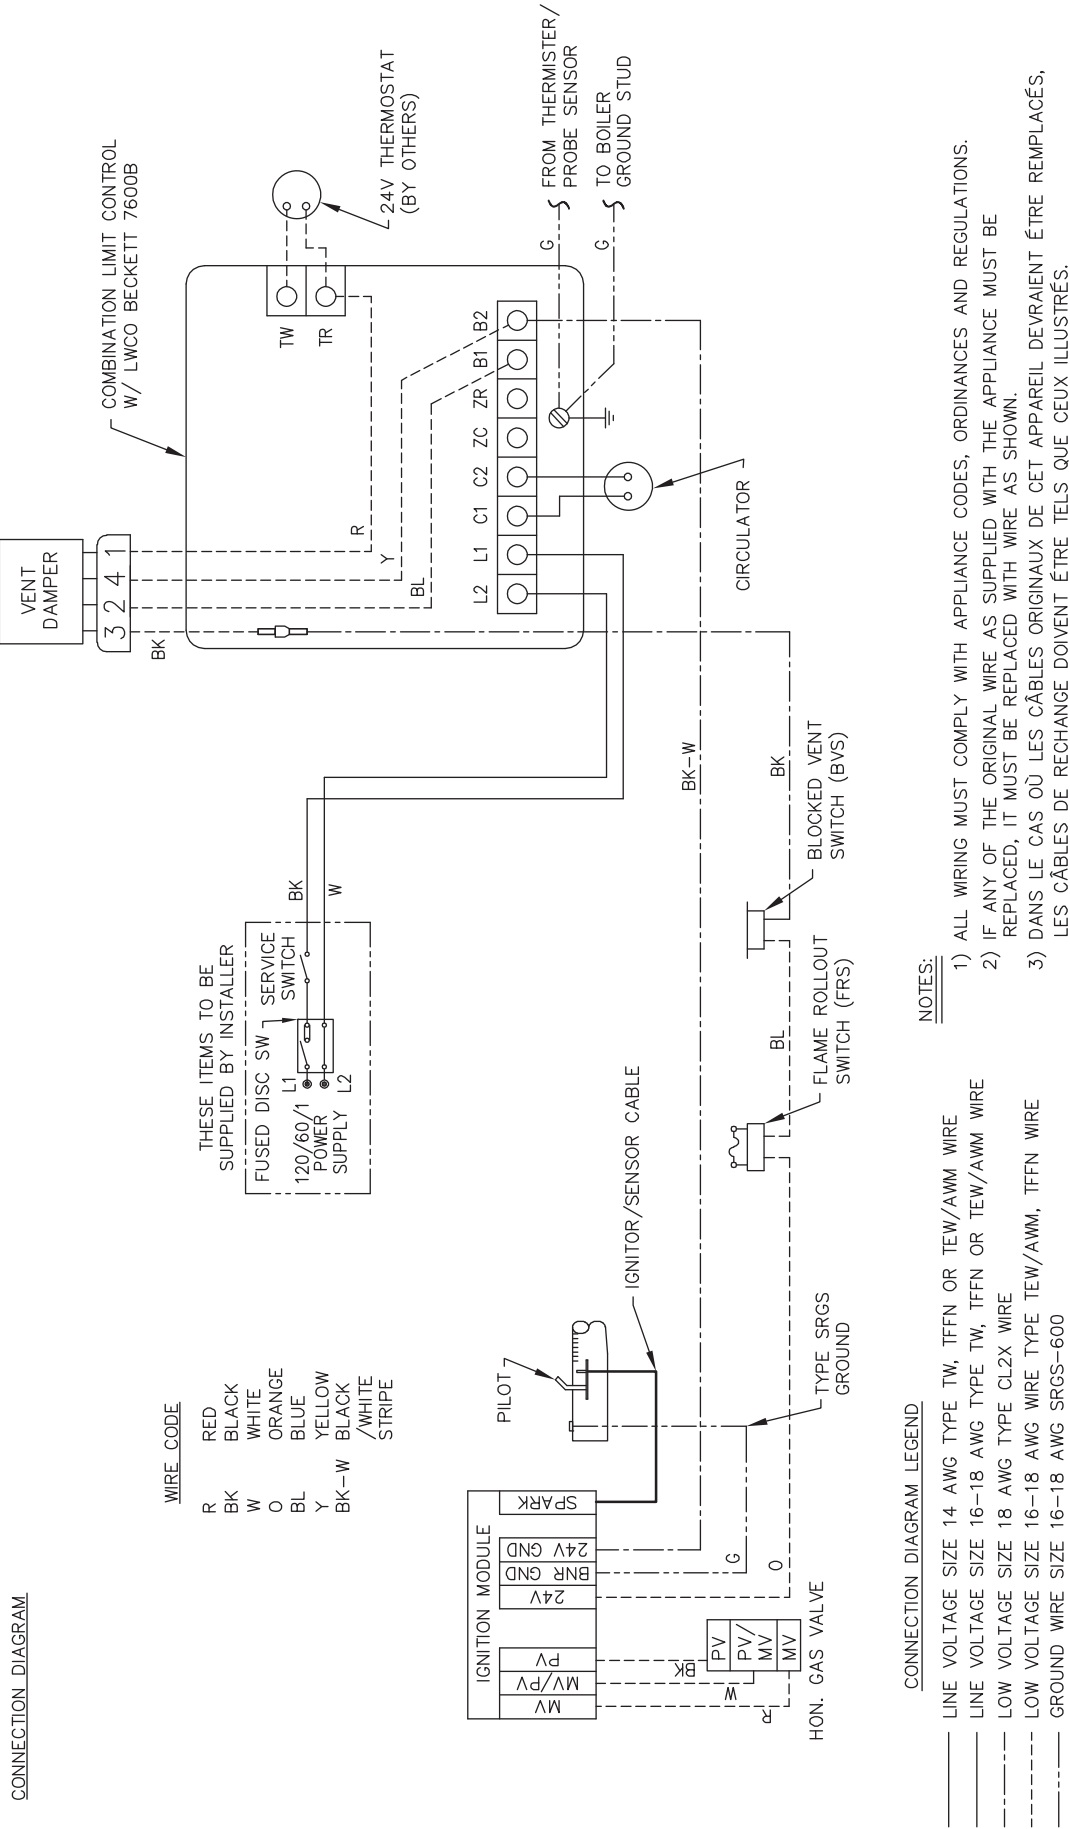 CONNECTION DIAGRAM
WIRE CODE
R RED
BK BLACK
W WHITE
O ORANGE
BL BLUE
Y YELLOW
BK-W BLACK
/WHITE
STRIPE
THESE ITEMS TO BE
SUPPLIED BY INSTALLER
FUSED DISC SW
SERVICE
SWITCH
L1
120/60/1
POWER
SUPPLY
L2
BK
W
VENT
DAMPER
3 2 4 1
BK
BL
Y
R
COMBINATION LIMIT CONTROL
W/ LWCO BECKETT 7600B
TW
TR
24V THERMOSTAT
(BY OTHERS)
L2 L1 C1 C2 ZC ZR B1 B2
G
FROM THERMISTER/
PROBE SENSOR
G
TO BOILER
GROUND STUD
CIRCULATOR
IGNITION MODULE
MV
MV/PV
PV
24V
BNR GND
24V GND
SPARK
PILOT
IGNITOR/SENSOR CABLE
BK-W
G
O
TYPE SRGS
GROUND
BL
FLAME ROLLOUT
SWITCH (FRS)
BK
BLOCKED VENT
SWITCH (BVS)
R
W
BK
PV
PV/
MV
MV
HON. GAS VALVE
CONNECTION DIAGRAM LEGEND
LINE VOLTAGE SIZE 14 AWG TYPE TW, TFFN OR TEW/AWM WIRE
LINE VOLTAGE SIZE 16-18 AWG TYPE TW, TFFN OR TEW/AWM WIRE
LOW VOLTAGE SIZE 18 AWG TYPE CL2X WIRE
LOW VOLTAGE SIZE 16-18 AWG WIRE TYPE TEW/AWM, TFFN WIRE
GROUND WIRE SIZE 16-18 AWG SRGS-600
NOTES:
1) ALL WIRING MUST COMPLY WITH APPLIANCE CODES, ORDINANCES AND REGULATIONS.
2) IF ANY OF THE ORIGINAL WIRE AS SUPPLIED WITH THE APPLIANCE MUST BE
REPLACED, IT MUST BE REPLACED WITH WIRE AS SHOWN.
3) DANS LE CAS OÙ LES CÂBLES ORIGINAUX DE CET APPAREIL DEVRAIENT ÉTRE REMPLACÉS,
LES CÂBLES DE RECHANGE DOIVENT ÉTRE TELS QUE CEUX ILLUSTRÉS.